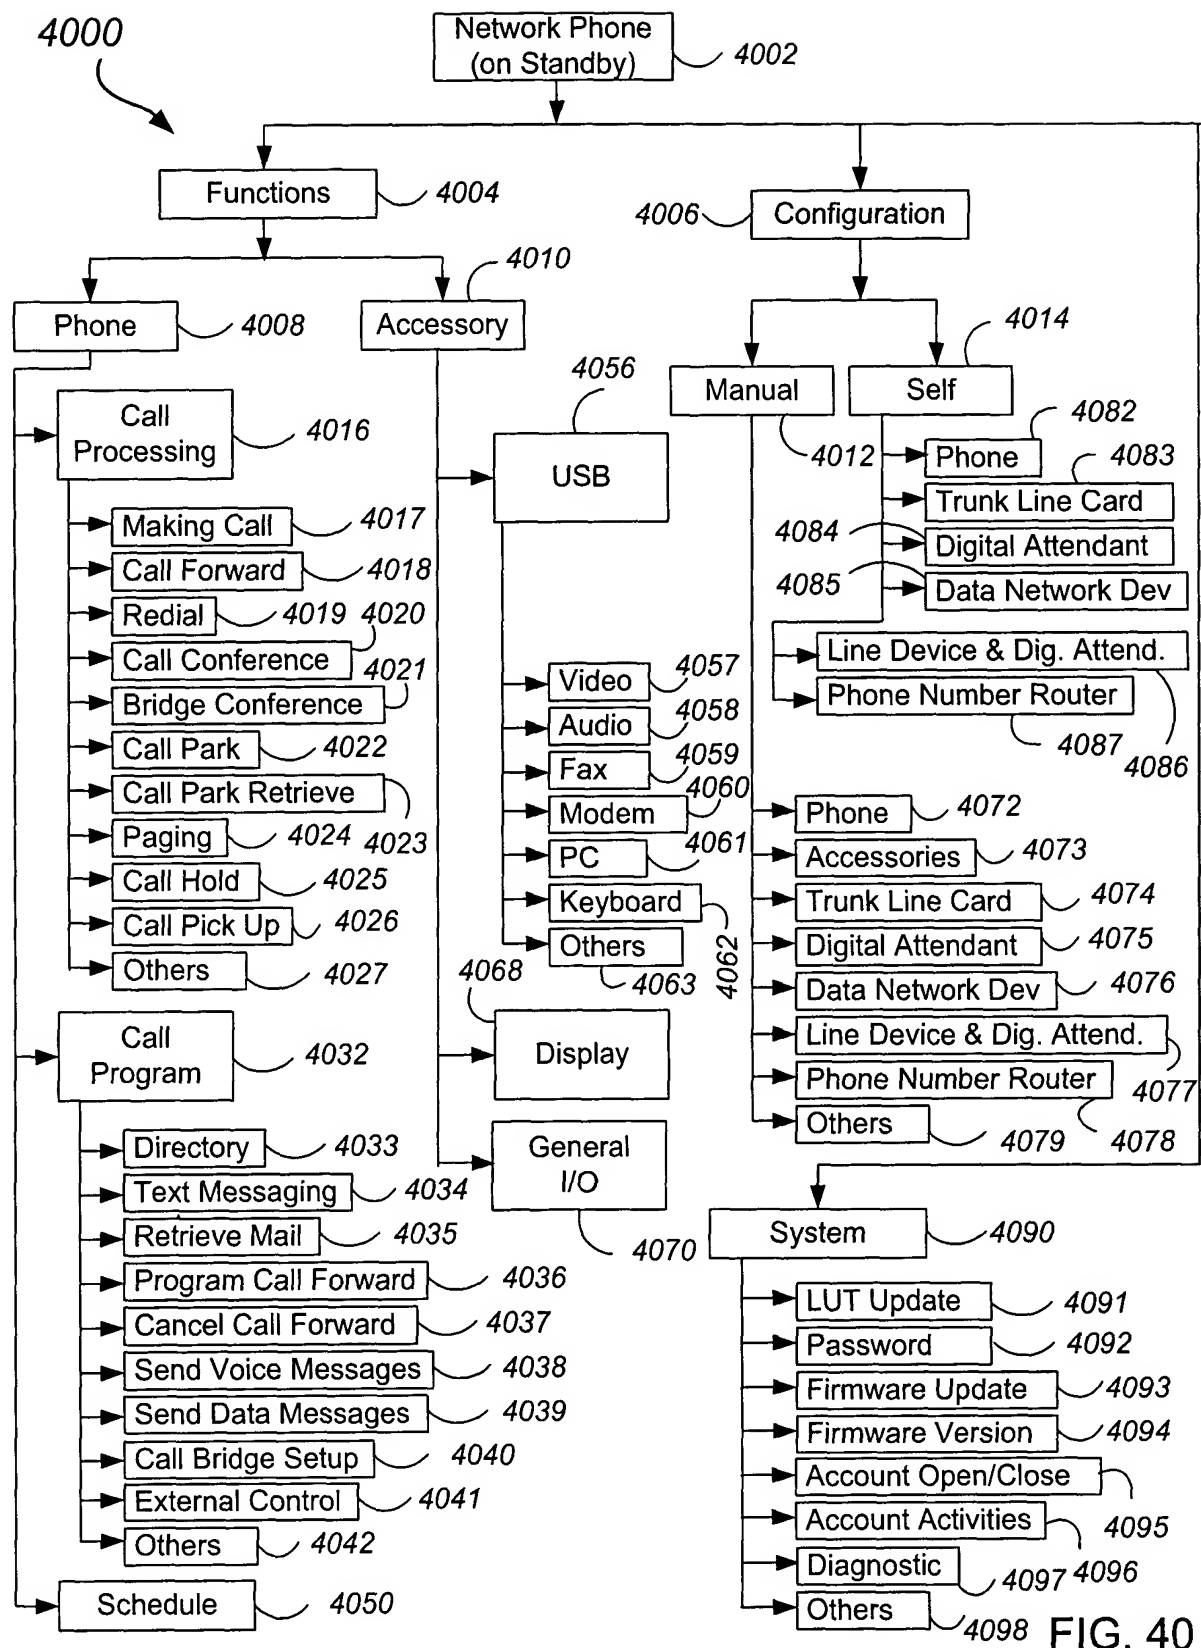 4000
Network Phone
(on Standby)
4002
Functions
4004
4006
Configuration
Phone
4008
4010
Accessory
Manual
4012
4014
Self
Call
Processing
4016
Making Call
4017
Call Forward
4018
Redial
4019
4020
Call Conference
4021
Bridge Conference
Call Park
4022
Call Park Retrieve
4023
Paging
4024
Call Hold
4025
Call Pick Up
4026
Others
4027
Call
Program
4032
Directory
4033
Text Messaging
4034
Retrieve Mail
4035
Program Call Forward
4036
Cancel Call Forward
4037
Send Voice Messages
4038
Send Data Messages
4039
Call Bridge Setup
4040
External Control
4041
Others
4042
Schedule
4050
4056
USB
Video
4057
Audio
4058
Fax
4059
Modem
4060
PC
4061
Keyboard
4062
Others
4063
4068
Display
General
I/O
4070
4082
Phone
4083
Trunk Line Card
4084
Digital Attendant
4085
Data Network Dev
Line Device & Dig. Attend.
4086
Phone Number Router
4087
Phone
4072
Accessories
4073
Trunk Line Card
4074
Digital Attendant
4075
Data Network Dev
4076
Line Device & Dig. Attend.
4077
Phone Number Router
4078
Others
4079
System
4090
LUT Update
4091
Password
4092
Firmware Update
4093
Firmware Version
4094
Account Open/Close
4095
Account Activities
4096
Diagnostic
4097
Others
4098
FIG. 40